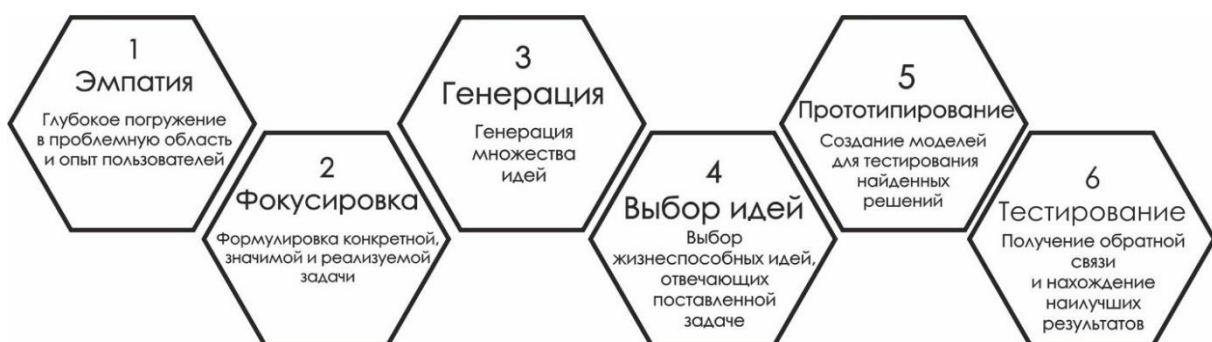 1
Эмпатия
Глубокое погружение
в проблемную область
и опыт пользователей
2
Фокусировка
Формулировка конкретной,
значимой и реализуемой
задачи
3
Генерация
Генерация
множества
идей
4
Выбор идей
Выбор
жизнеспособных идей,
отвечающих
поставленной
задаче
5
Прототипирование
Создание моделей
для тестирования
найденных
решений
6
Тестирование
Получение обратной
связи
и нахождение
наилучших
результатов